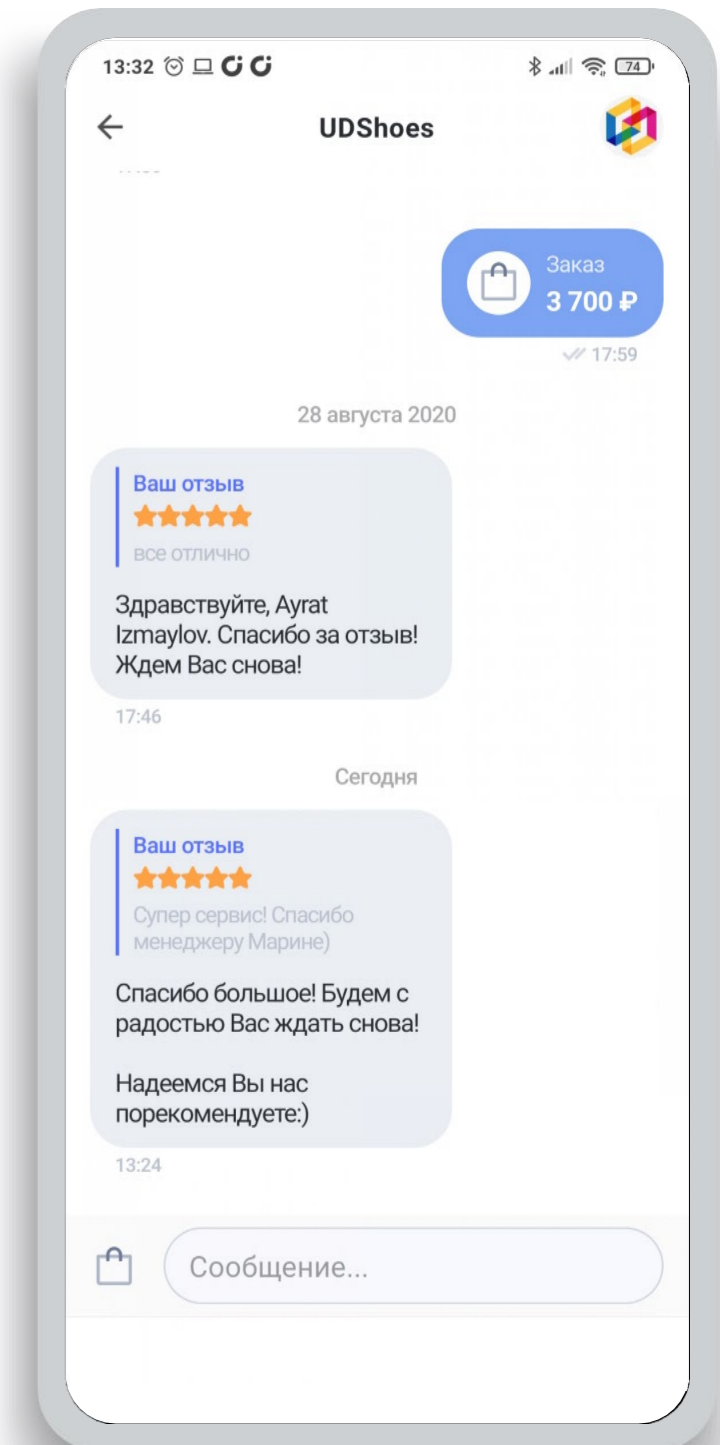 13:32
74
UDShoes
Заказ
3 700 ₽
17:59
28 августа 2020
Ваш отзыв
все отлично
Здравствуйте, Ayrat
Izmaylov. Спасибо за отзыв!
Ждем Вас снова!
17:46
Сегодня
Ваш отзыв
Супер сервис! Спасибо
менеджеру Марине)
Спасибо большое! Будем с
радостью Вас ждать снова!
Надеемся Вы нас
порекомендуете:)
13:24
Сообщение...